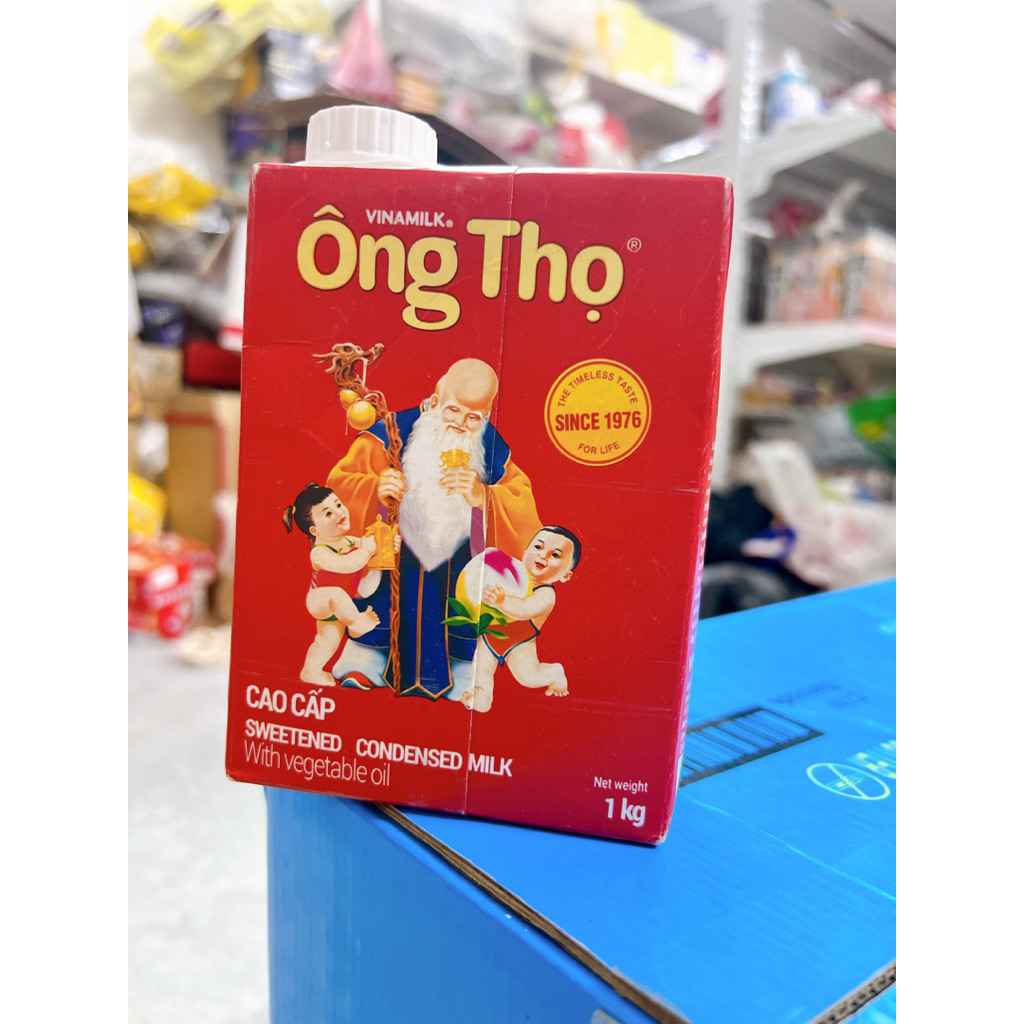 VINAMILK®
Ông Thọ®
THE TIMELESS TASTE
SINCE 1976
FOR LIFE
CAO CẤP
SWEETENED CONDENSED MILK
With vegetable oil
Net weight
1 kg